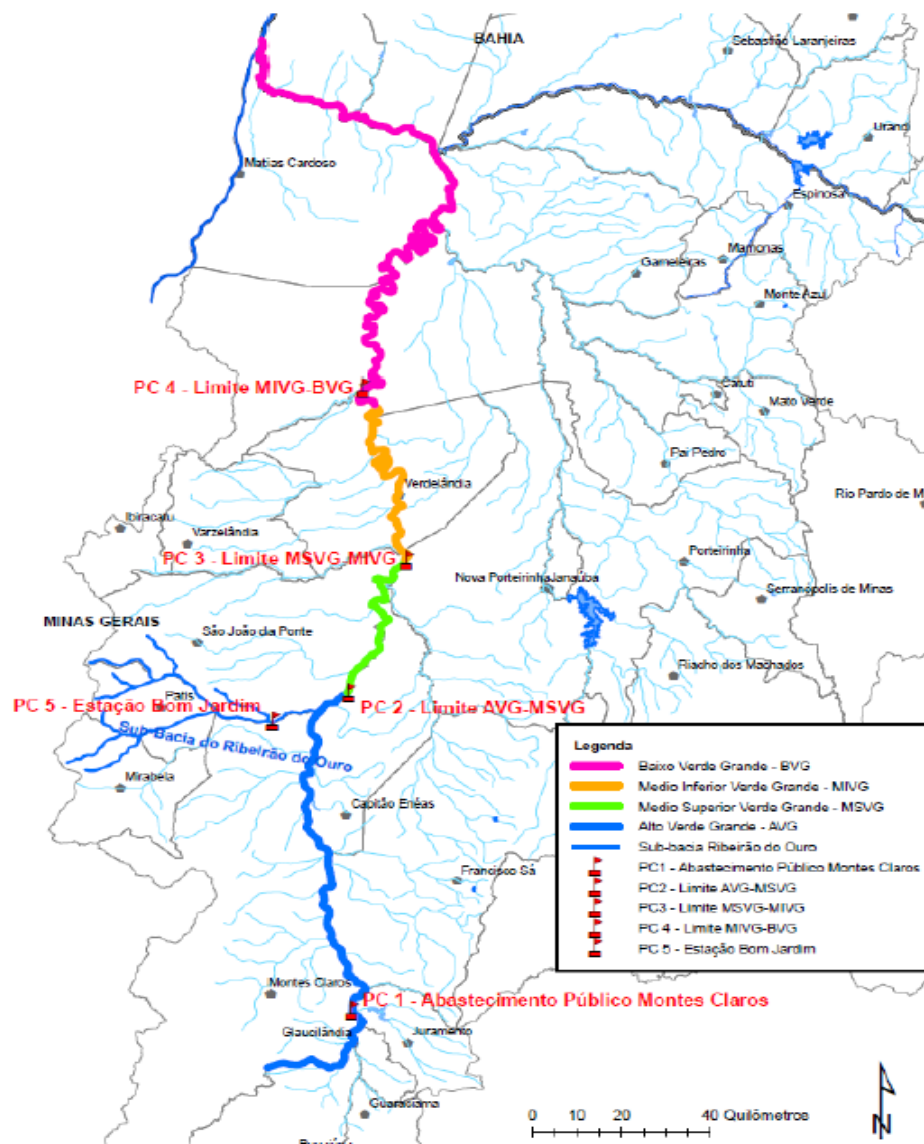 BAHIA
Sebastião Laranjeiras
Urandi
Matias Cardoso
Espinosa
Mamonas
Gameleiras
Monte Azul
PC 4 - Limite MIVG-BVG
Catuti
Mato Verde
Pai Pedro
Verdelândia
Rio Pardo de M
Ibiracatu
Varzelândia
PC 3 - Limite MSVG-MIVG
Porteirinha
Nova Porteirinha
Janaúba
Serranópolis de Minas
MINAS GERAIS
São João da Ponte
Riacho dos Machados
PC 5 - Estação Bom Jardim
Patis
PC 2 - Limite AVG-MSVG
Sub-Bacia do Ribeirão do Ouro
Mirabela
Capitão Enéas
Legenda
Baixo Verde Grande - BVG
Medio Inferior Verde Grande - MIVG
Medio Superior Verde Grande - MSVG
Alto Verde Grande - AVG
Sub-bacia Ribeirão do Ouro
PC1 - Abastecimento Público Montes Claros
PC2 - Limite AVG-MSVG
PC3 - Limite MSVG-MIVG
PC 4 - Limite MIVG-BVG
PC 5 - Estação Bom Jardim
Francisco Sá
Montes Claros
PC 1 - Abastecimento Público Montes Claros
Glaucilândia
Juramento
Guaraciama
0 10 20 40 Quilômetros
N